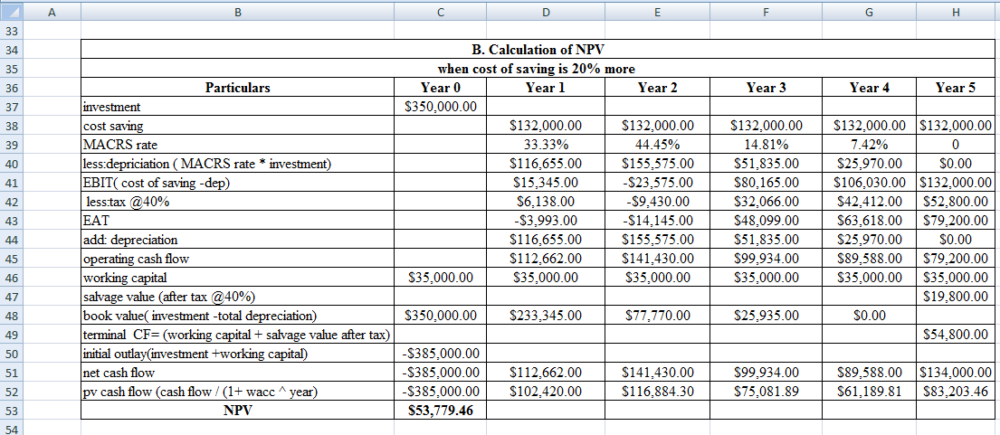 A B C D E F G H
33
34 B. Calculation of NPV
35 when cost of saving is 20% more
36 Particulars Year 0 Year 1 Year 2 Year 3 Year 4 Year 5
37 investment $350,000.00
38 cost saving $132,000.00 $132,000.00 $132,000.00 $132,000.00 $132,000.00
39 MACRS rate 33.33% 44.45% 14.81% 7.42% 0
40 less:depriciation ( MACRS rate * investment) $116,655.00 $155,575.00 $51,835.00 $25,970.00 $0.00
41 EBIT( cost of saving -dep) $15,345.00 -$23,575.00 $80,165.00 $106,030.00 $132,000.00
42 less:tax @40% $6,138.00 -$9,430.00 $32,066.00 $42,412.00 $52,800.00
43 EAT -$3,993.00 -$14,145.00 $48,099.00 $63,618.00 $79,200.00
44 add: depreciation $116,655.00 $155,575.00 $51,835.00 $25,970.00 $0.00
45 operating cash flow $112,662.00 $141,430.00 $99,934.00 $89,588.00 $79,200.00
46 working capital $35,000.00 $35,000.00 $35,000.00 $35,000.00 $35,000.00 $35,000.00
47 salvage value (after tax @40%) $19,800.00
48 book value( investment -total depreciation) $350,000.00 $233,345.00 $77,770.00 $25,935.00 $0.00
49 terminal CF= (working capital + salvage value after tax) $54,800.00
50 initial outlay(investment +working capital) -$385,000.00
51 net cash flow -$385,000.00 $112,662.00 $141,430.00 $99,934.00 $89,588.00 $134,000.00
52 pv cash flow (cash flow / (1+ wacc ^ year) -$385,000.00 $102,420.00 $116,884.30 $75,081.89 $61,189.81 $83,203.46
53 NPV $53,779.46
54